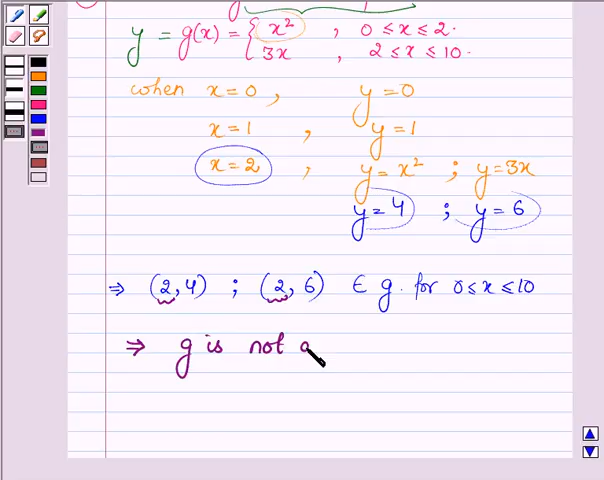 y = g(x) = { x² , 0 ≤ x ≤ 2.
3x , 2 ≤ x ≤ 10.
when x = 0 , y = 0
x = 1 , y = 1
x = 2 , y = x² ; y = 3x
y = 4 ; y = 6
⇒ (2, 4) ; (2, 6) ∈ g. for 0 ≤ x ≤ 10
⇒ g is not a